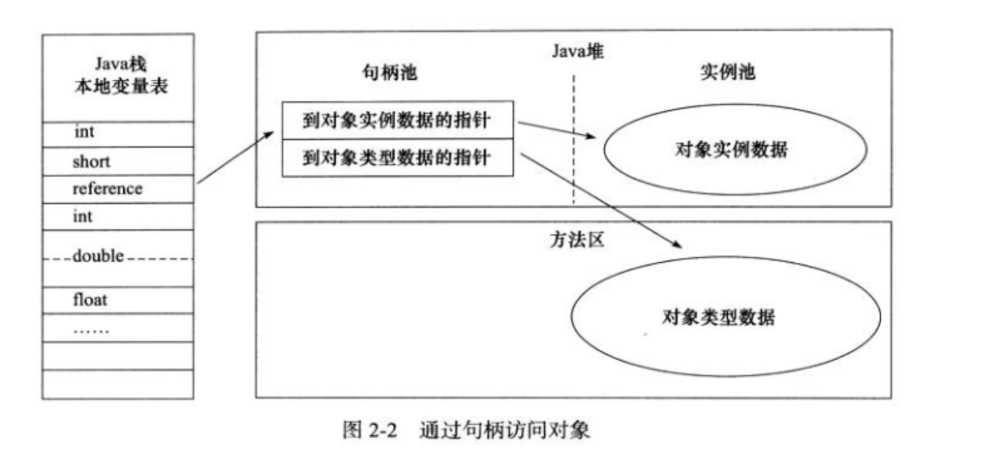 Java栈
本地变量表
int
short
reference
int
double
float
……
Java堆
句柄池
实例池
到对象实例数据的指针
到对象类型数据的指针
对象实例数据
方法区
对象类型数据
图 2-2 通过句柄访问对象